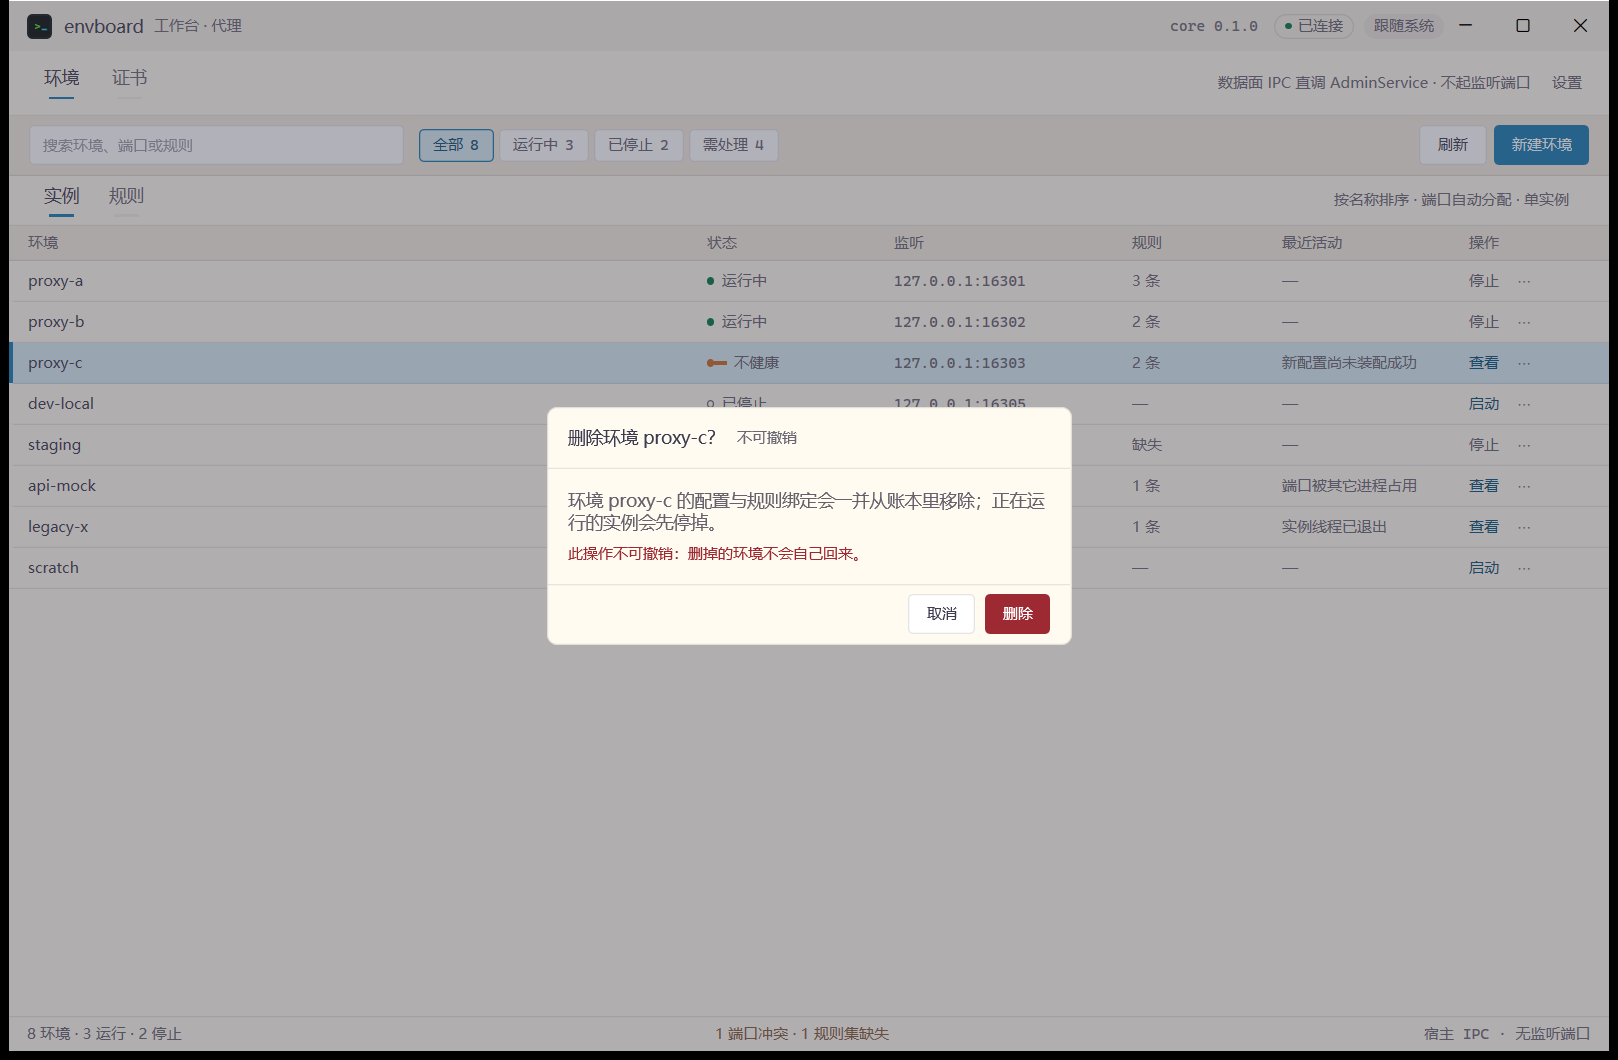 >_ envboard 工作台 · 代理 core 0.1.0 已连接 跟随系统
环境 证书 数据面 IPC 直调 AdminService · 不起监听端口 设置
搜索环境、端口或规则 全部 8 运行中 3 已停止 2 需处理 4 刷新 新建环境
实例 规则 按名称排序 · 端口自动分配 · 单实例
环境 状态 监听 规则 最近活动 操作
proxy-a 运行中 127.0.0.1:16301 3 条 — 停止 ···
proxy-b 运行中 127.0.0.1:16302 2 条 — 停止 ···
proxy-c 不健康 127.0.0.1:16303 2 条 新配置尚未装配成功 查看 ···
dev-local 已停止 127.0.0.1:16305 — — 启动 ···
staging 缺失 — 停止 ···
api-mock 1 条 端口被其它进程占用 查看 ···
legacy-x 1 条 实例线程已退出 查看 ···
scratch — — 启动 ···
删除环境 proxy-c? 不可撤销
环境 proxy-c 的配置与规则绑定会一并从账本里移除；正在运
行的实例会先停掉。
此操作不可撤销：删掉的环境不会自己回来。
取消 删除
8 环境 · 3 运行 · 2 停止 1 端口冲突 · 1 规则集缺失 宿主 IPC · 无监听端口